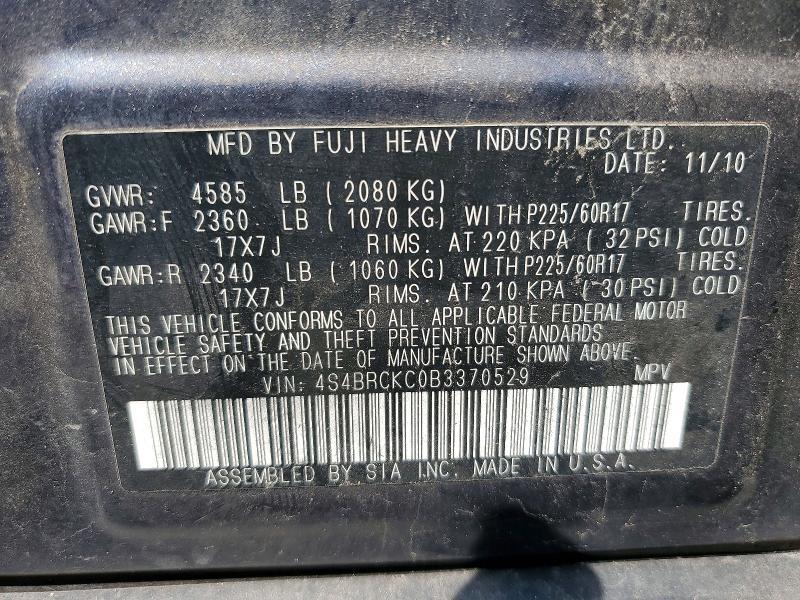 MFD BY FUJI HEAVY INDUSTRIES LTD.
DATE: 11/10
GVWR: 4585 LB ( 2080 KG)
GAWR:F 2360 LB ( 1070 KG) WITH P225/60R17 TIRES.
17X7J RIMS. AT 220 KPA ( 32 PSI) COLD
GAWR:R 2340 LB ( 1060 KG) WITH P225/60R17 TIRES.
17X7J RIMS. AT 210 KPA ( 30 PSI) COLD
THIS VEHICLE CONFORMS TO ALL APPLICABLE FEDERAL MOTOR
VEHICLE SAFETY AND THEFT PREVENTION STANDARDS
IN EFFECT ON THE DATE OF MANUFACTURE SHOWN ABOVE.
VIN: 4S4BRCKC0B3370529 MPV
ASSEMBLED BY SIA INC. MADE IN U.S.A.